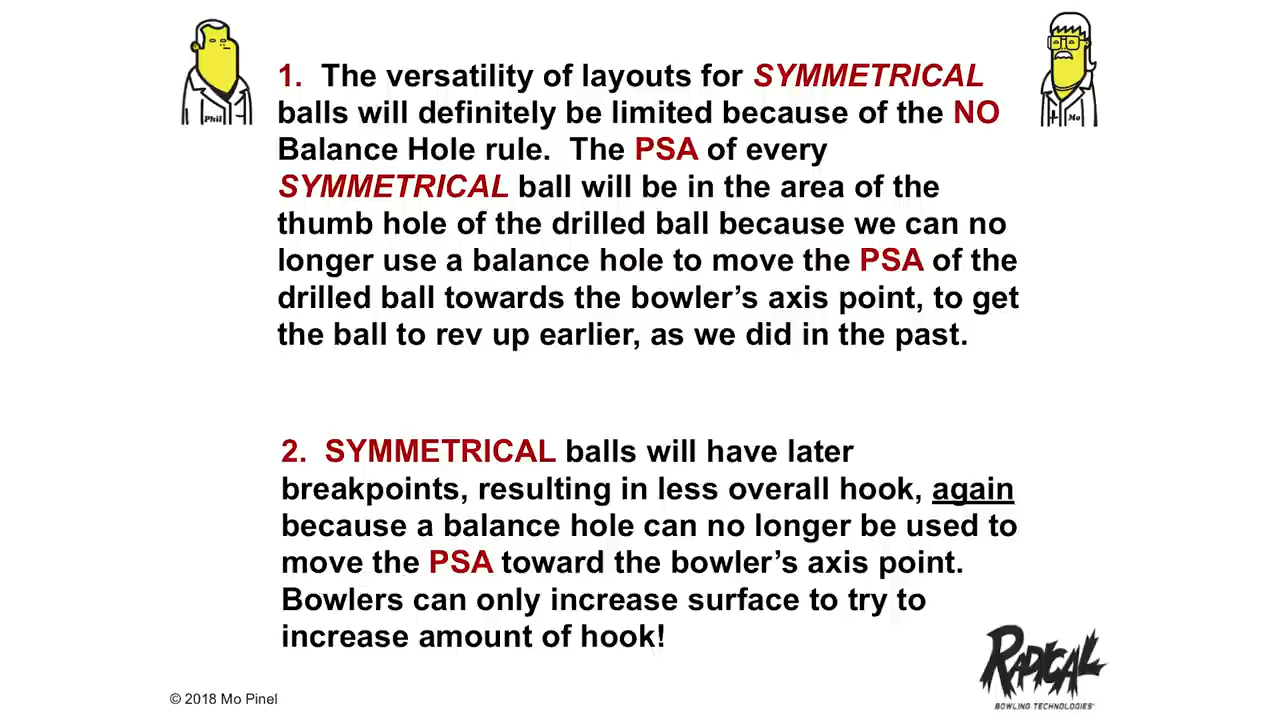 Phil
Mo
1. The versatility of layouts for SYMMETRICAL
balls will definitely be limited because of the NO
Balance Hole rule. The PSA of every
SYMMETRICAL ball will be in the area of the
thumb hole of the drilled ball because we can no
longer use a balance hole to move the PSA of the
drilled ball towards the bowler’s axis point, to get
the ball to rev up earlier, as we did in the past.
2. SYMMETRICAL balls will have later
breakpoints, resulting in less overall hook, again
because a balance hole can no longer be used to
move the PSA toward the bowler’s axis point.
Bowlers can only increase surface to try to
increase amount of hook!
RADICAL
BOWLING TECHNOLOGIES
© 2018 Mo Pinel